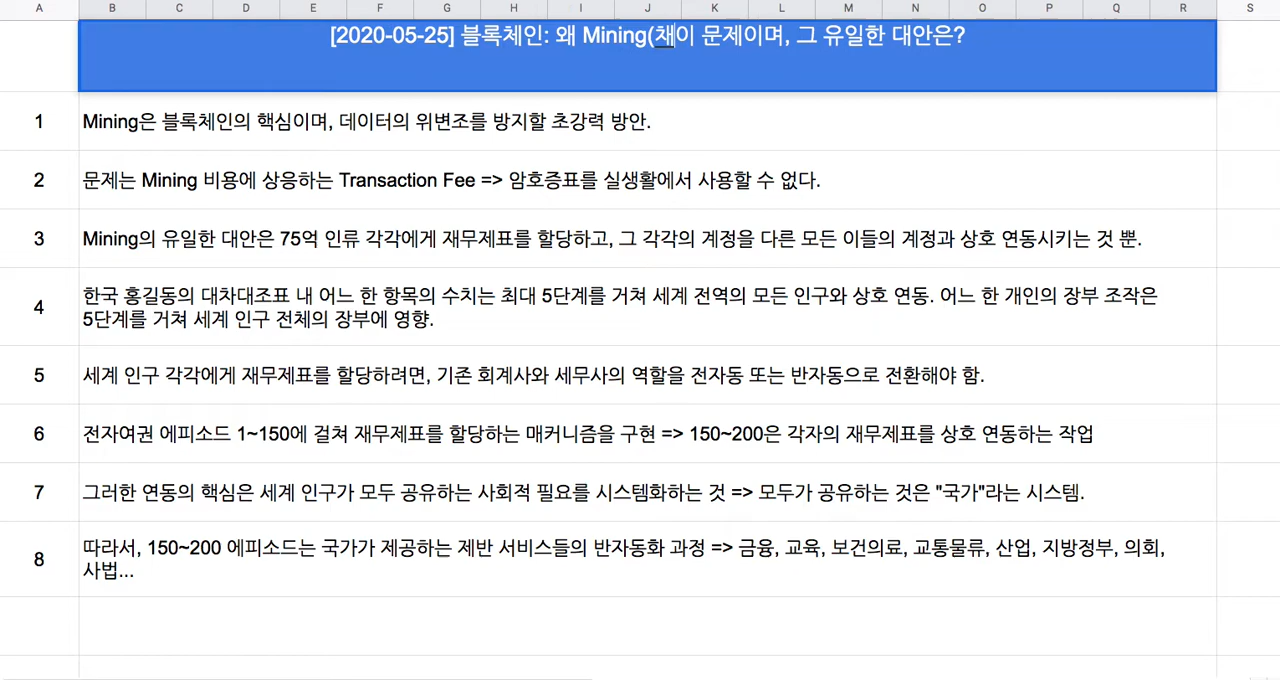 A B C D E F G H I J K L M N O P Q R S
[2020-05-25] 블록체인: 왜 Mining(채이 문제이며, 그 유일한 대안은?
1 Mining은 블록체인의 핵심이며, 데이터의 위변조를 방지할 초강력 방안.
2 문제는 Mining 비용에 상응하는 Transaction Fee => 암호증표를 실생활에서 사용할 수 없다.
3 Mining의 유일한 대안은 75억 인류 각각에게 재무제표를 할당하고, 그 각각의 계정을 다른 모든 이들의 계정과 상호 연동시키는 것 뿐.
4 한국 홍길동의 대차대조표 내 어느 한 항목의 수치는 최대 5단계를 거쳐 세계 전역의 모든 인구와 상호 연동. 어느 한 개인의 장부 조작은
5단계를 거쳐 세계 인구 전체의 장부에 영향.
5 세계 인구 각각에게 재무제표를 할당하려면, 기존 회계사와 세무사의 역할을 전자동 또는 반자동으로 전환해야 함.
6 전자여권 에피소드 1~150에 걸쳐 재무제표를 할당하는 매커니즘을 구현 => 150~200은 각자의 재무제표를 상호 연동하는 작업
7 그러한 연동의 핵심은 세계 인구가 모두 공유하는 사회적 필요를 시스템화하는 것 => 모두가 공유하는 것은 "국가"라는 시스템.
8 따라서, 150~200 에피소드는 국가가 제공하는 제반 서비스들의 반자동화 과정 => 금융, 교육, 보건의료, 교통물류, 산업, 지방정부, 의회,
사법...